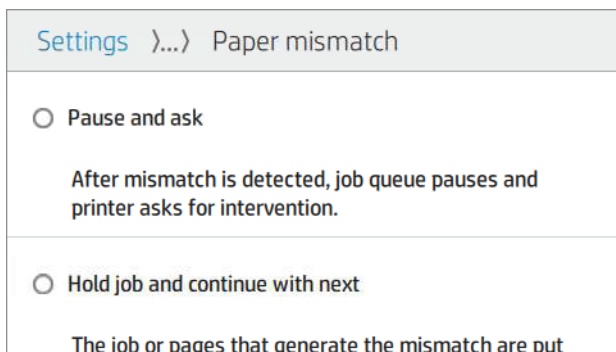 Settings 〉...〉 Paper mismatch
Pause and ask
After mismatch is detected, job queue pauses and
printer asks for intervention.
Hold job and continue with next
The job or pages that generate the mismatch are put